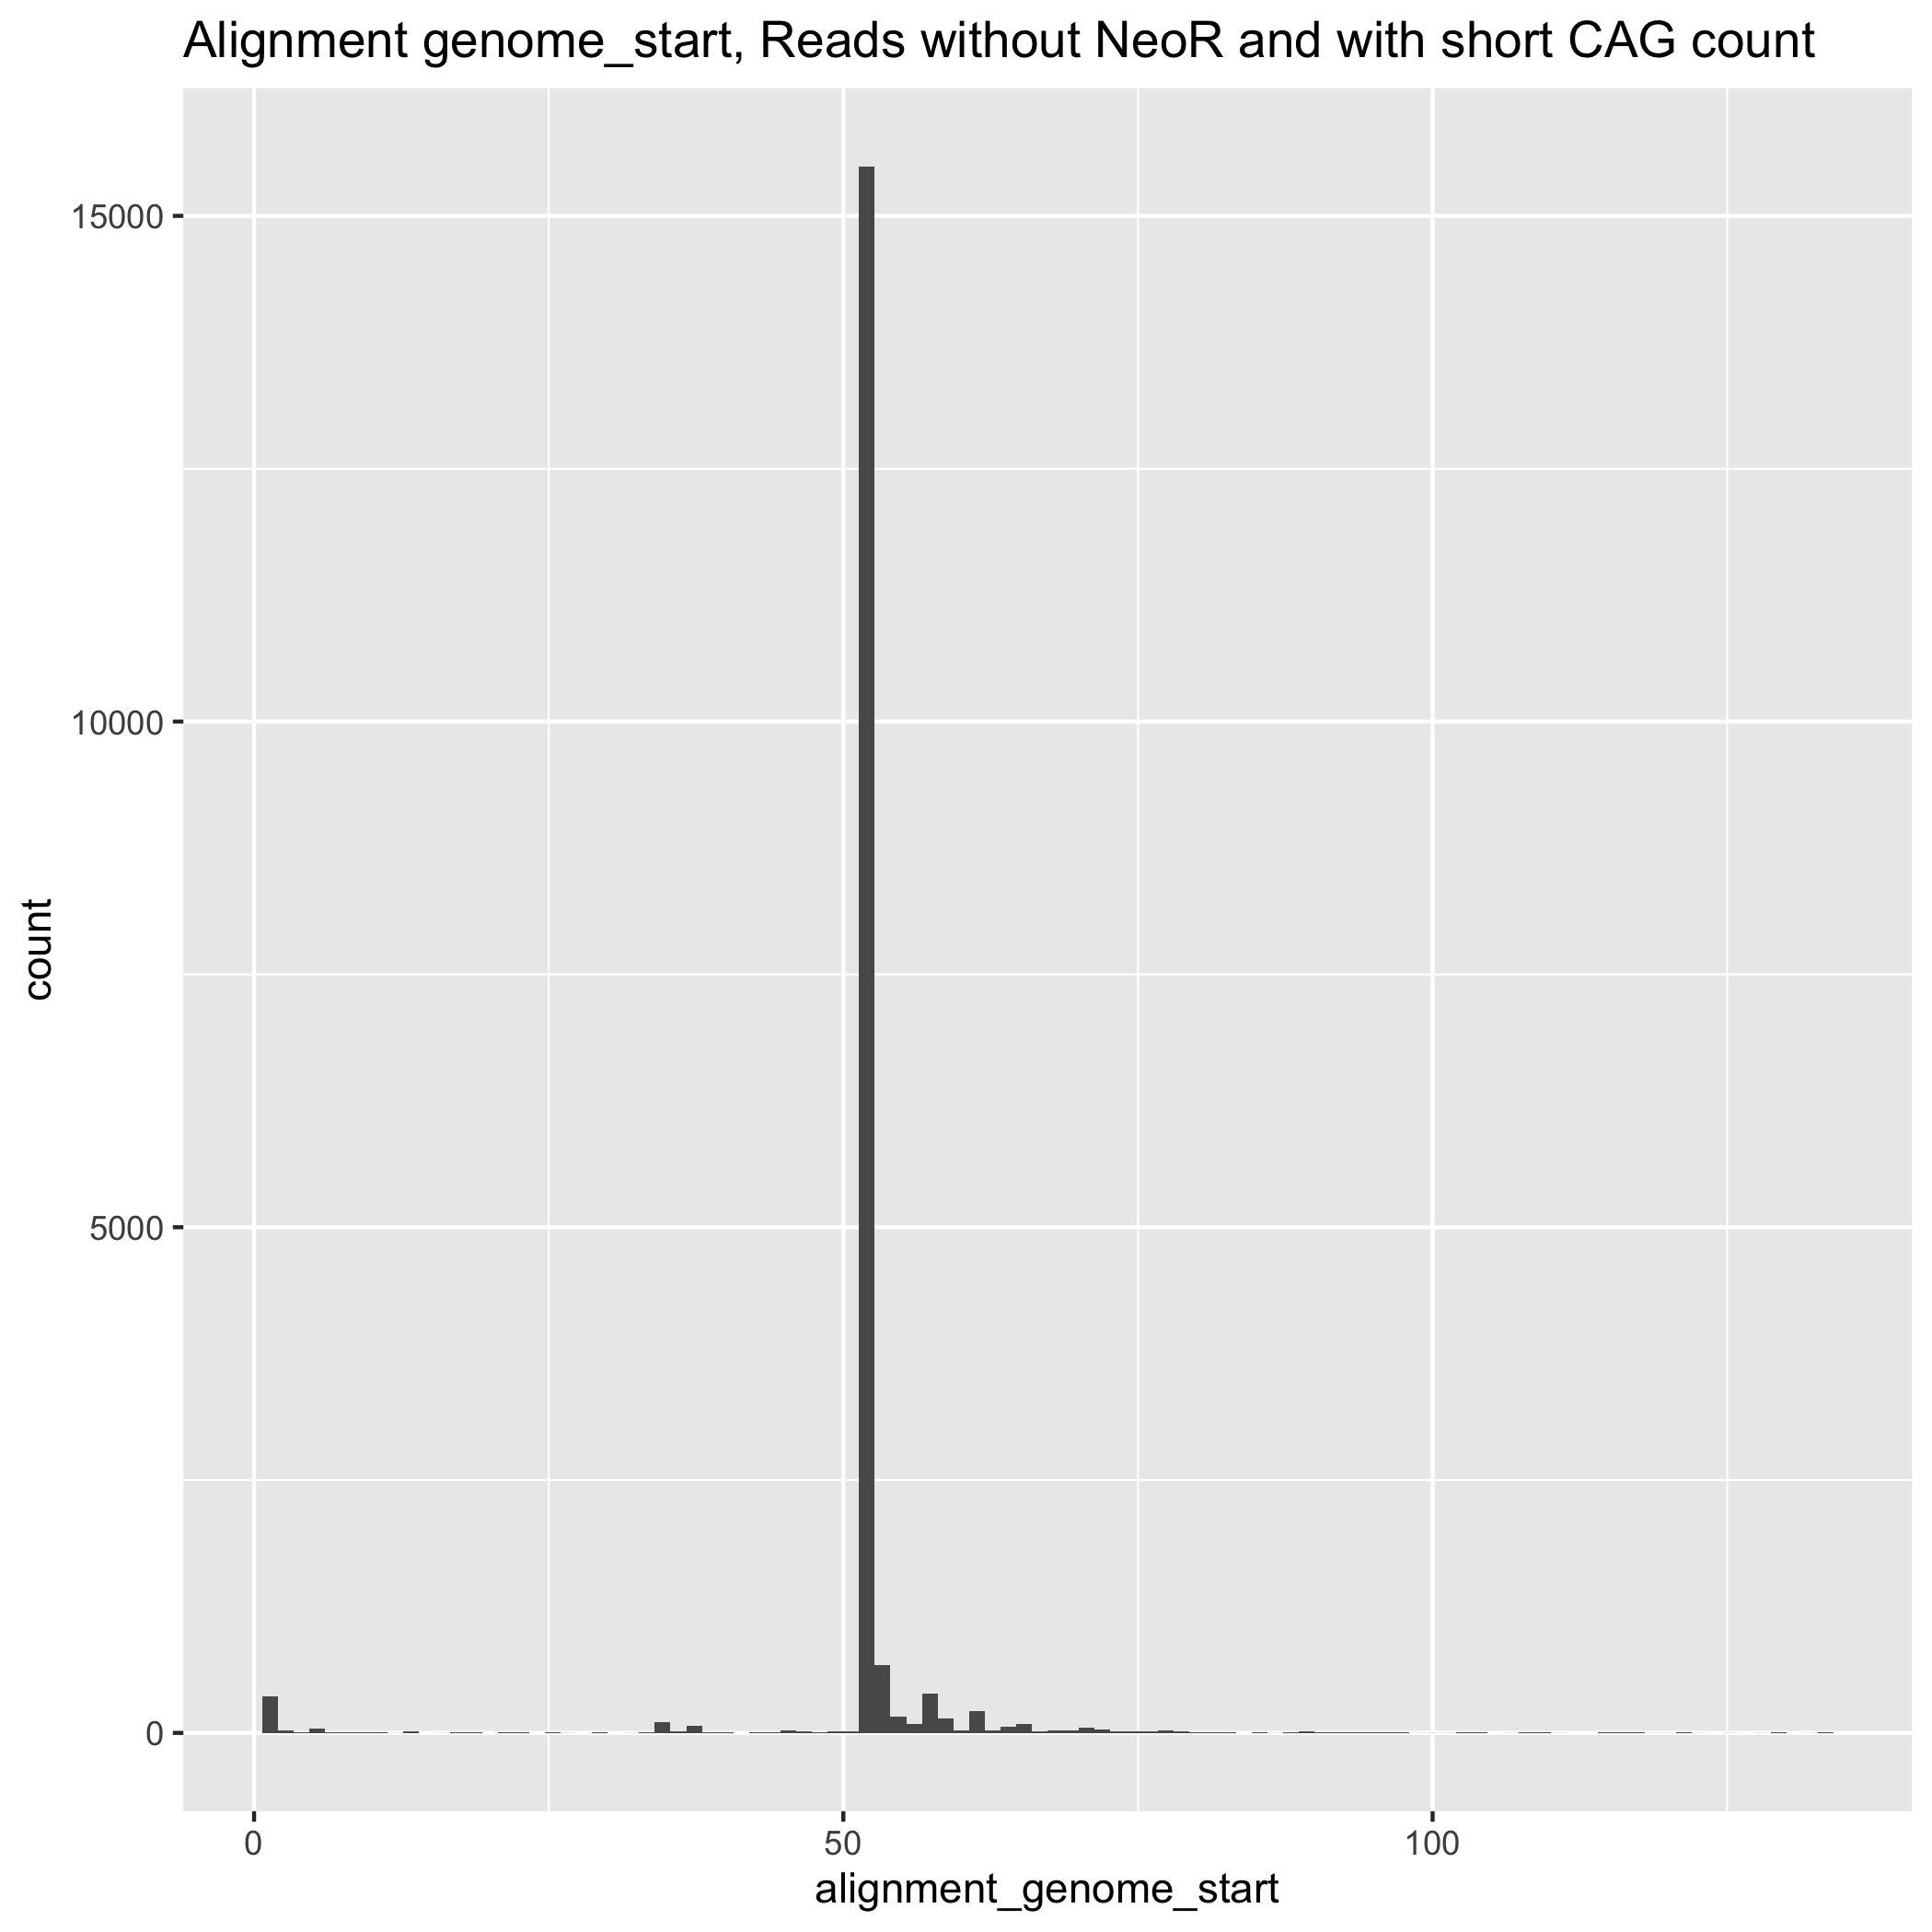 Alignment genome_start, Reads without NeoR and with short CAG count
15000
10000
5000
0
count
0 50 100
alignment_genome_start